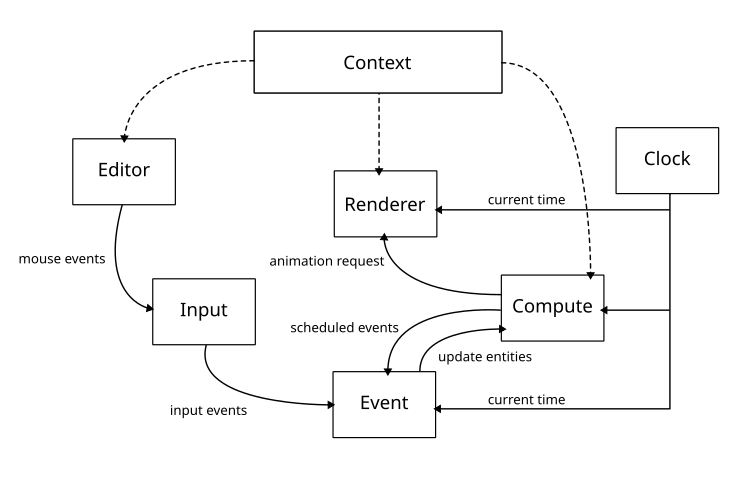 Context
Clock
Editor
Renderer
current time
mouse events
animation request
Input
Compute
scheduled events
update entities
Event
current time
input events